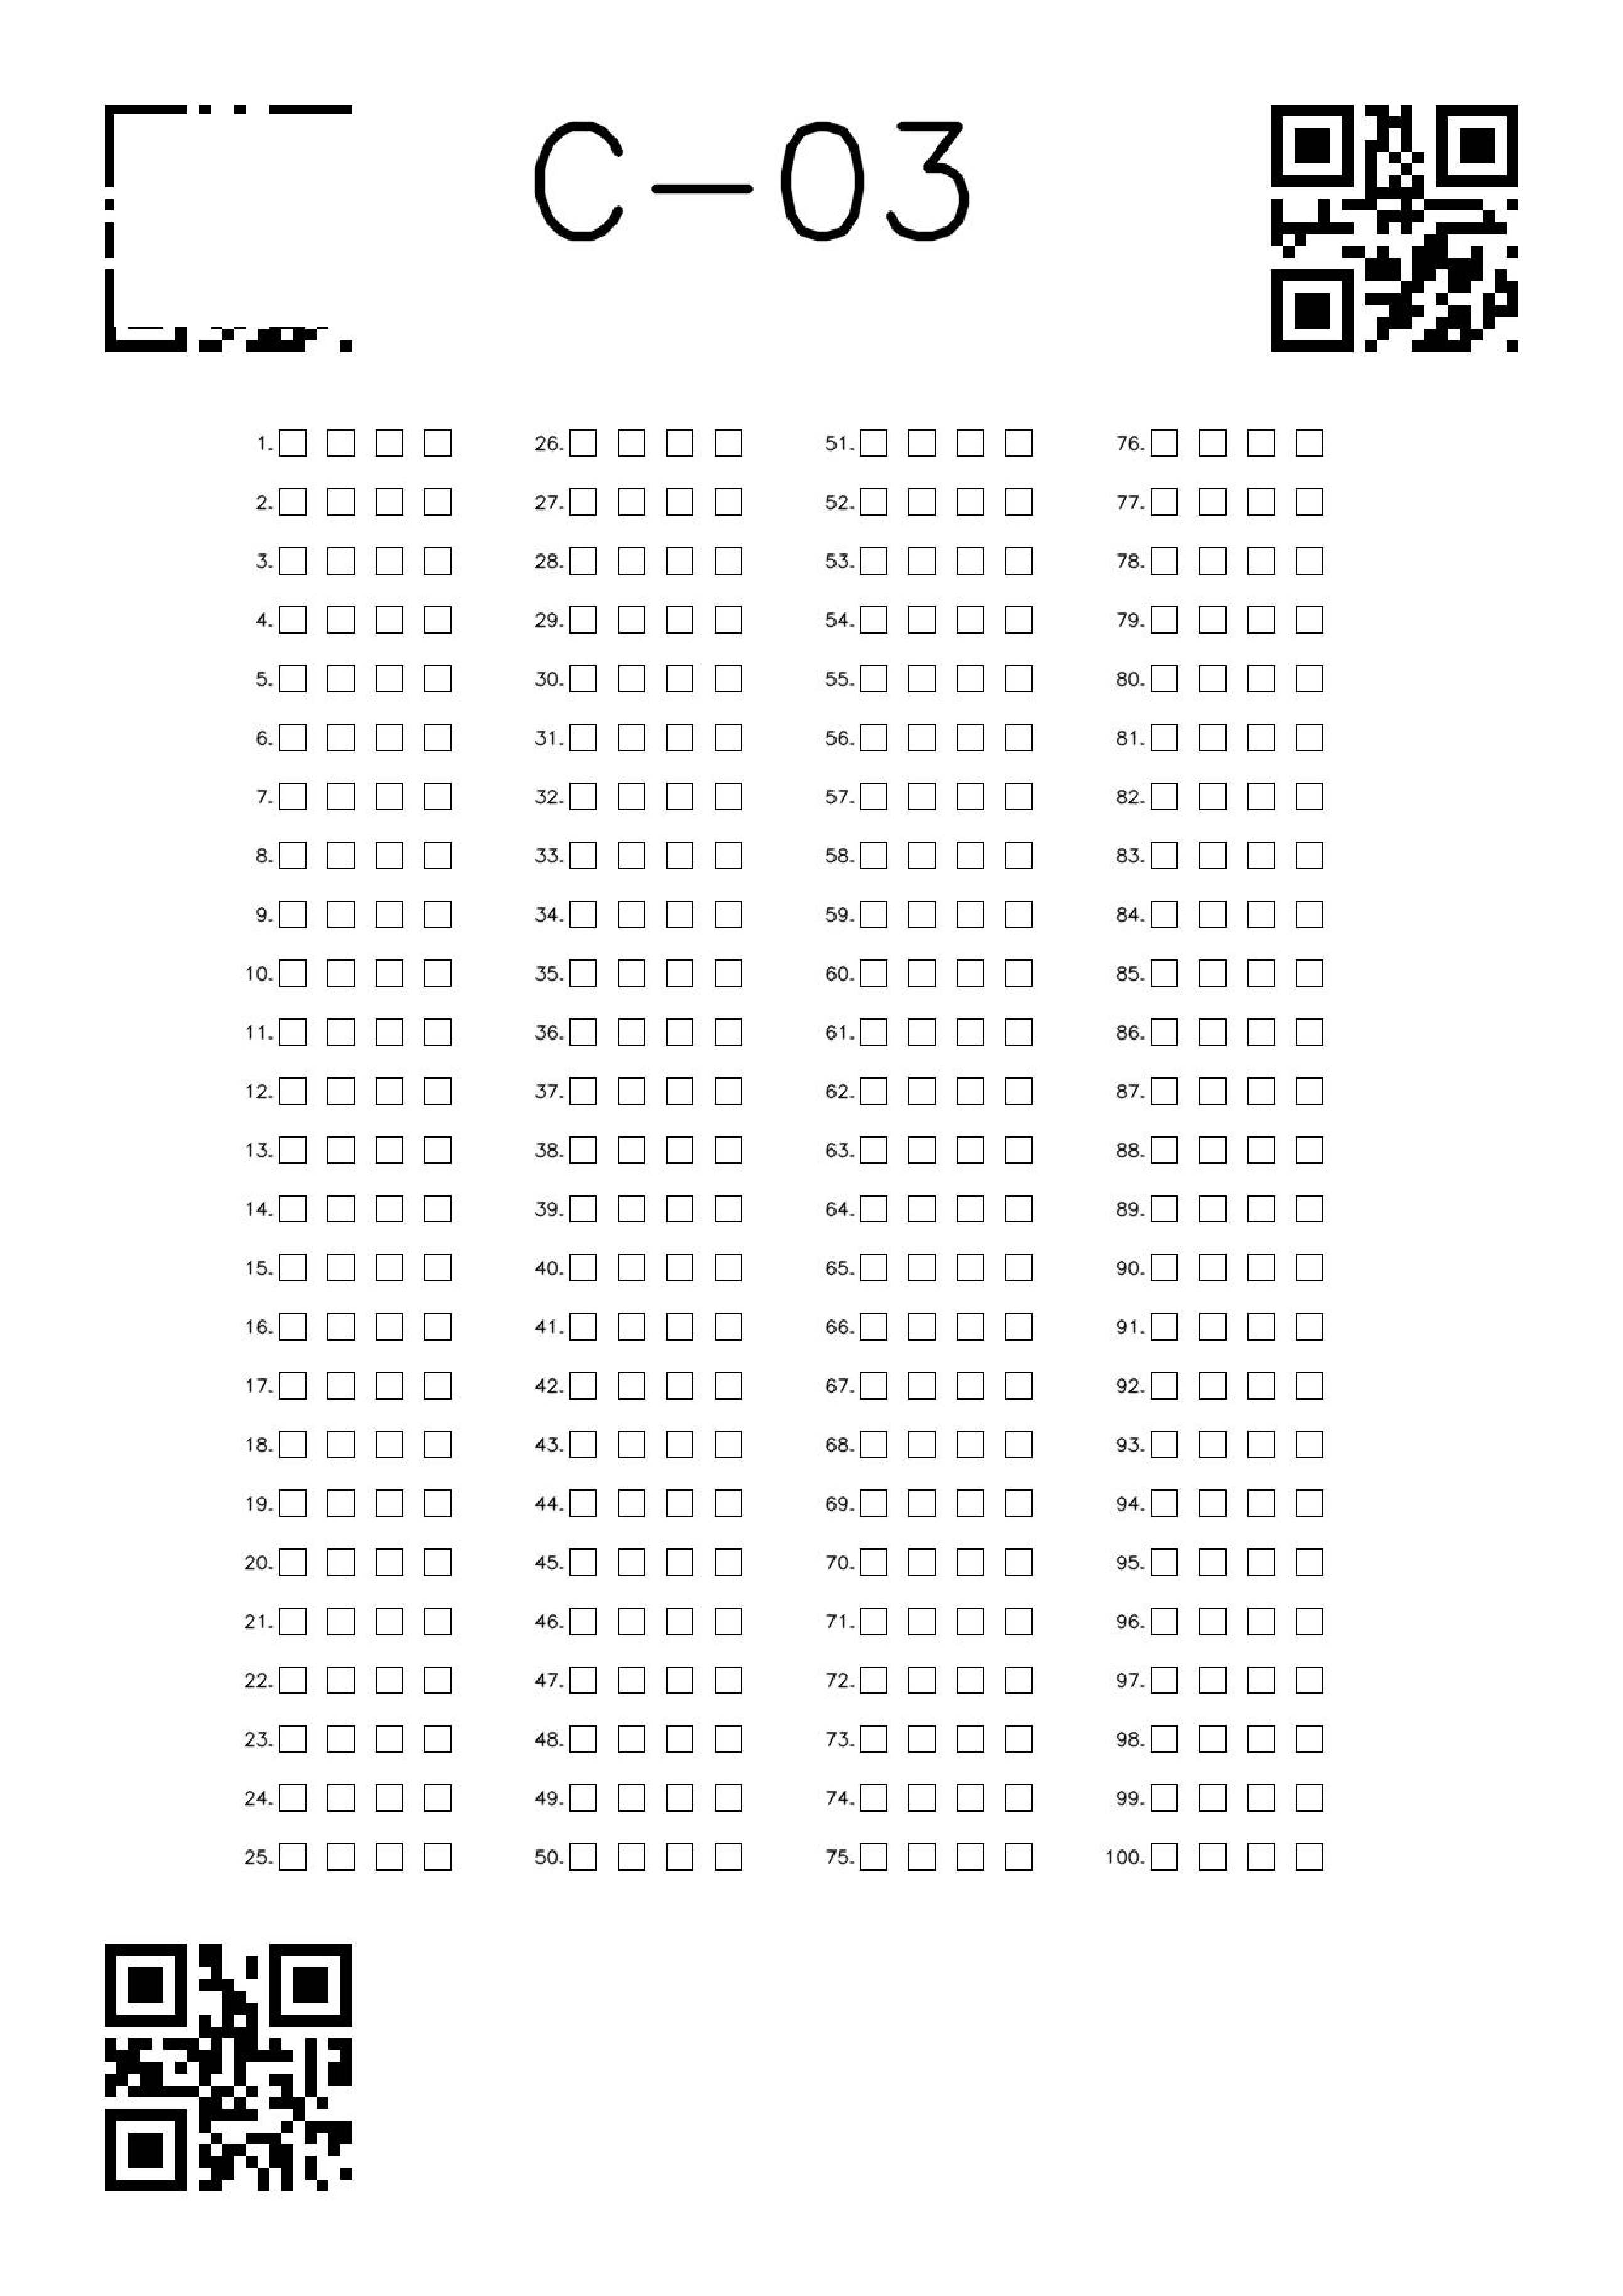 C-03
1. 26. 51. 76.
2. 27. 52. 77.
3. 28. 53. 78.
4. 29. 54. 79.
5. 30. 55. 80.
6. 31. 56. 81.
7. 32. 57. 82.
8. 33. 58. 83.
9. 34. 59. 84.
10. 35. 60. 85.
11. 36. 61. 86.
12. 37. 62. 87.
13. 38. 63. 88.
14. 39. 64. 89.
15. 40. 65. 90.
16. 41. 66. 91.
17. 42. 67. 92.
18. 43. 68. 93.
19. 44. 69. 94.
20. 45. 70. 95.
21. 46. 71. 96.
22. 47. 72. 97.
23. 48. 73. 98.
24. 49. 74. 99.
25. 50. 75. 100.